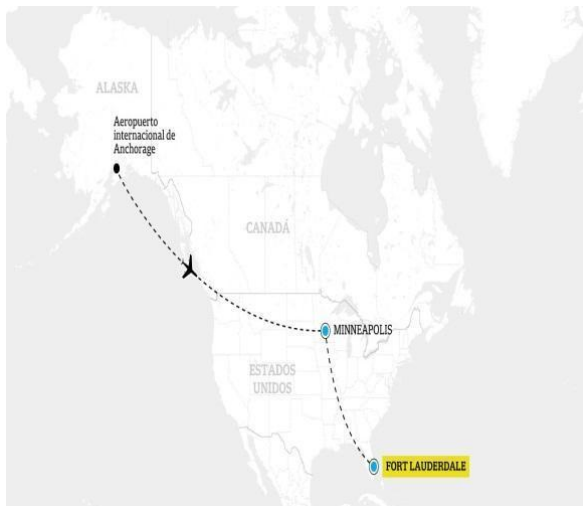 ALASKA
Aeropuerto
internacional de
Anchorage
CANADÁ
MINNEAPOLIS
ESTADOS
UNIDOS
FORT LAUDERDALE